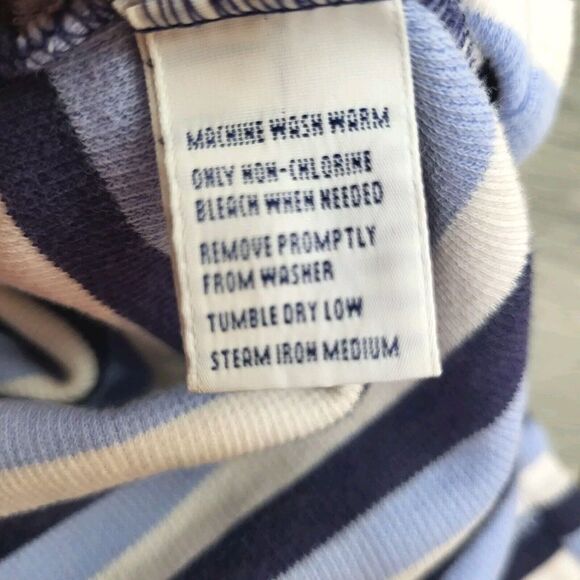 MACHINE WASH WARM
ONLY NON-CHLORINE
BLEACH WHEN NEEDED
REMOVE PROMPTLY
FROM WASHER
TUMBLE DRY LOW
STEAM IRON MEDIUM